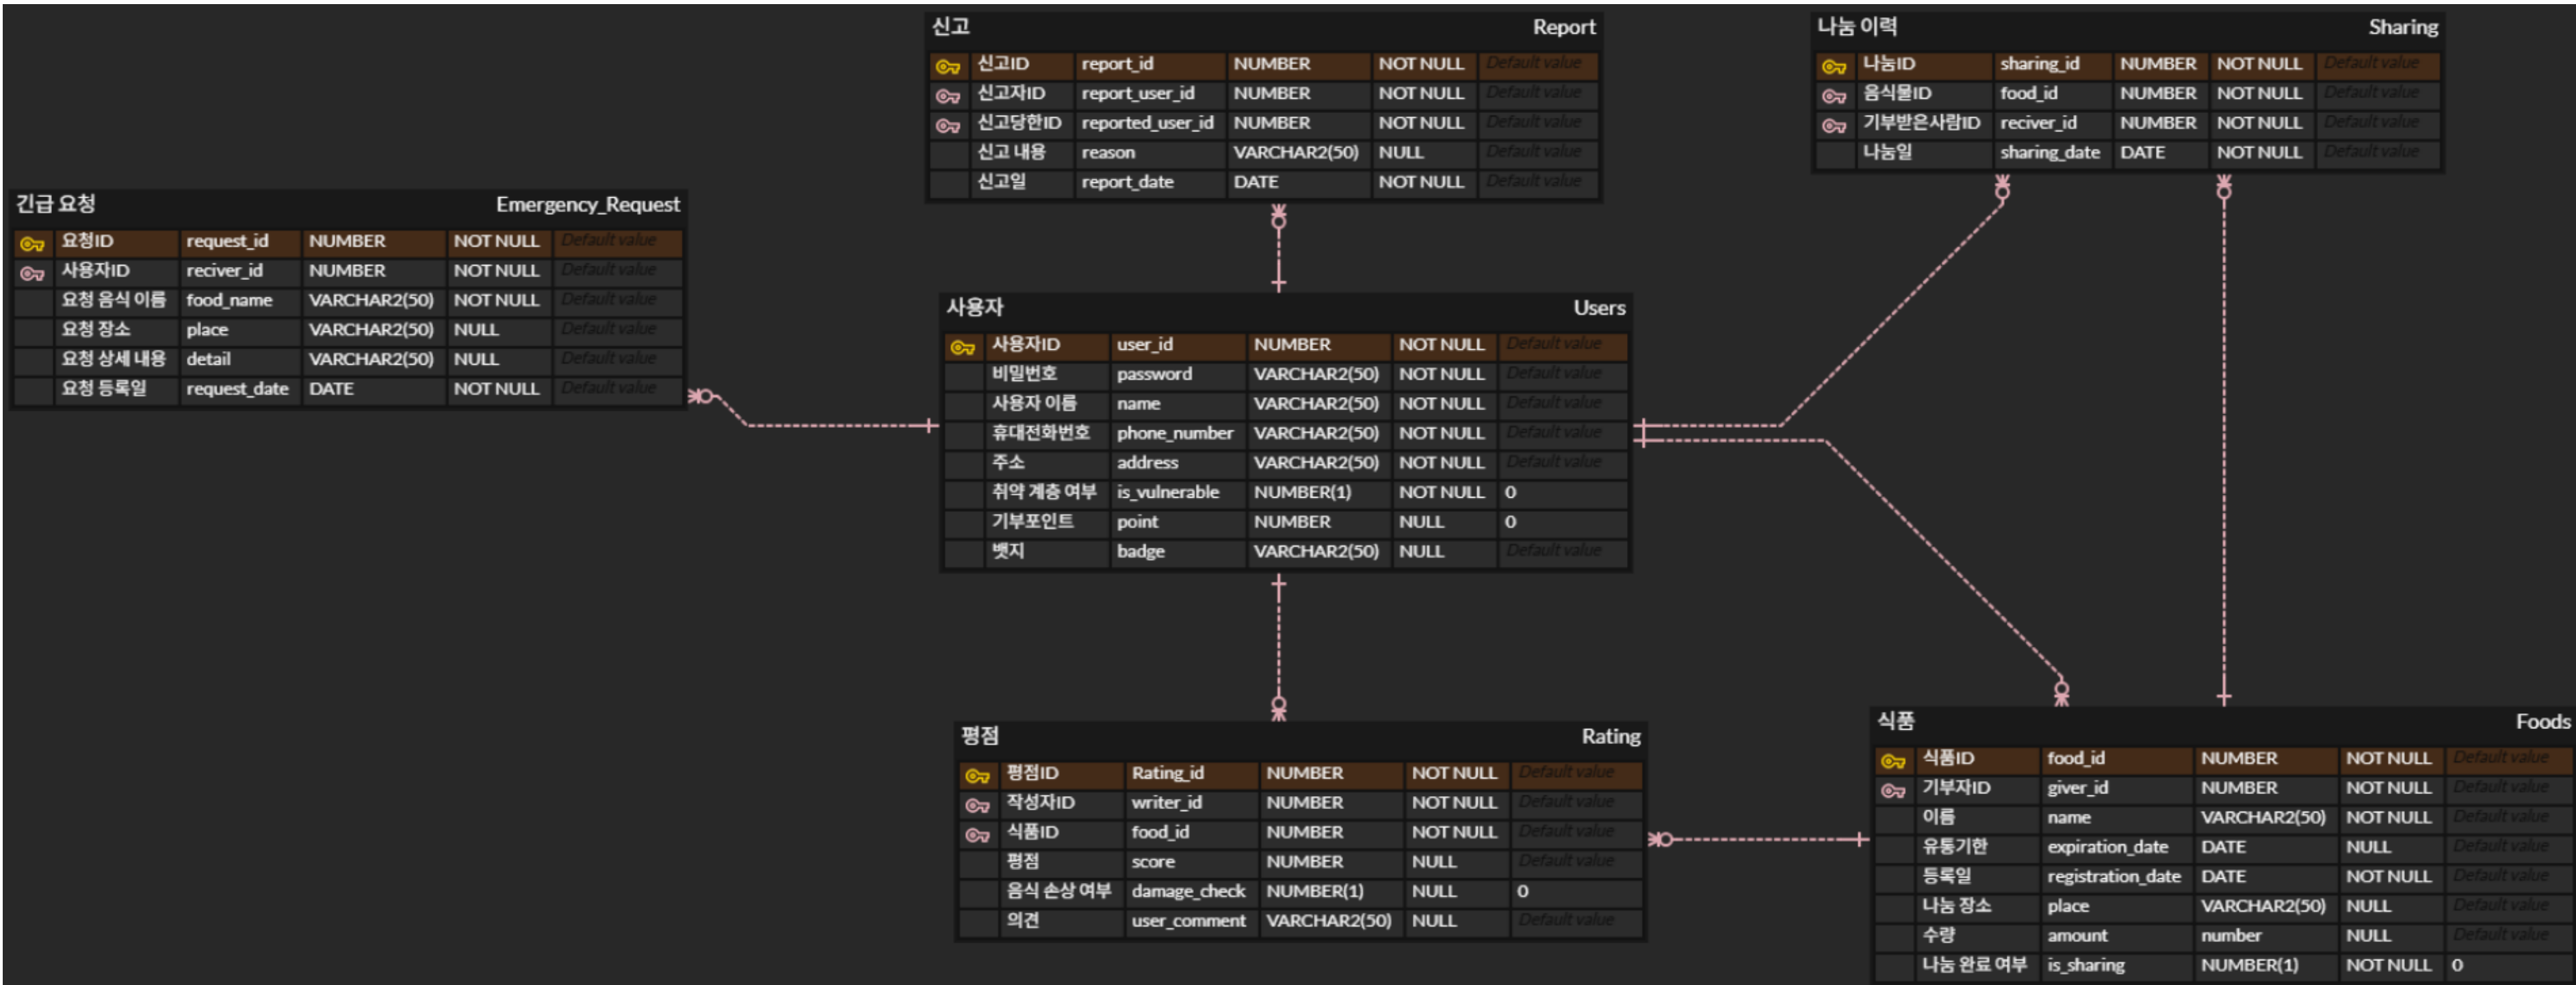 신고 Report
신고ID report_id NUMBER NOT NULL Default value
신고자ID report_user_id NUMBER NOT NULL Default value
신고당한ID reported_user_id NUMBER NOT NULL Default value
신고 내용 reason VARCHAR2(50) NULL Default value
신고일 report_date DATE NOT NULL Default value
나눔 이력 Sharing
나눔ID sharing_id NUMBER NOT NULL Default value
음식물ID food_id NUMBER NOT NULL Default value
기부받은사람ID reciver_id NUMBER NOT NULL Default value
나눔일 sharing_date DATE NOT NULL Default value
긴급 요청 Emergency_Request
요청ID request_id NUMBER NOT NULL Default value
사용자ID reciver_id NUMBER NOT NULL Default value
요청 음식 이름 food_name VARCHAR2(50) NOT NULL Default value
요청 장소 place VARCHAR2(50) NULL Default value
요청 상세 내용 detail VARCHAR2(50) NULL Default value
요청 등록일 request_date DATE NOT NULL Default value
사용자 Users
사용자ID user_id NUMBER NOT NULL Default value
비밀번호 password VARCHAR2(50) NOT NULL Default value
사용자 이름 name VARCHAR2(50) NOT NULL Default value
휴대전화번호 phone_number VARCHAR2(50) NOT NULL Default value
주소 address VARCHAR2(50) NOT NULL Default value
취약 계층 여부 is_vulnerable NUMBER(1) NOT NULL 0
기부포인트 point NUMBER NULL 0
뱃지 badge VARCHAR2(50) NULL Default value
평점 Rating
평점ID Rating_id NUMBER NOT NULL Default value
작성자ID writer_id NUMBER NOT NULL Default value
식품ID food_id NUMBER NOT NULL Default value
평점 score NUMBER NULL Default value
음식 손상 여부 damage_check NUMBER(1) NULL 0
의견 user_comment VARCHAR2(50) NULL Default value
식품 Foods
식품ID food_id NUMBER NOT NULL Default value
기부자ID giver_id NUMBER NOT NULL Default value
이름 name VARCHAR2(50) NOT NULL Default value
유통기한 expiration_date DATE NULL Default value
등록일 registration_date DATE NOT NULL Default value
나눔 장소 place VARCHAR2(50) NULL Default value
수량 amount number NULL Default value
나눔 완료 여부 is_sharing NUMBER(1) NOT NULL 0